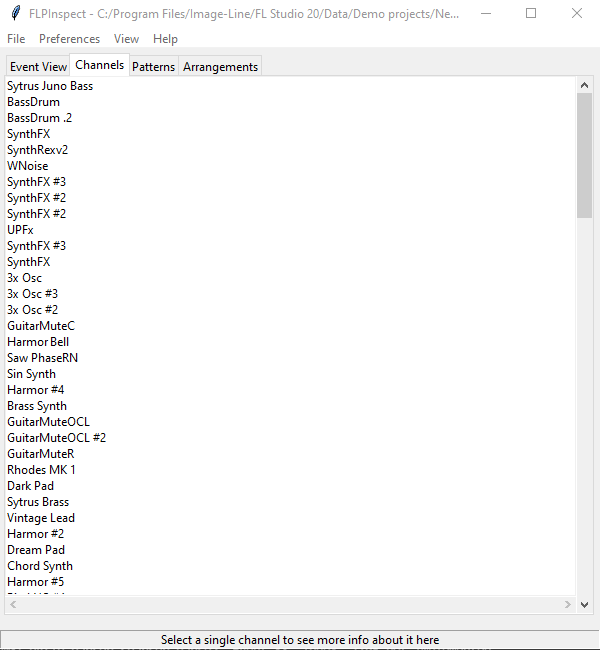 FLPInspect - C:/Program Files/Image-Line/FL Studio 20/Data/Demo projects/Ne...
File Preferences View Help
Event View Channels Patterns Arrangements
Sytrus Juno Bass
BassDrum
BassDrum .2
SynthFX
SynthRexv2
WNoise
SynthFX #3
SynthFX #2
SynthFX #2
UPFx
SynthFX #3
SynthFX
3x Osc
3x Osc #3
3x Osc #2
GuitarMuteC
Harmor Bell
Saw PhaseRN
Sin Synth
Harmor #4
Brass Synth
GuitarMuteOCL
GuitarMuteOCL #2
GuitarMuteR
Rhodes MK 1
Dark Pad
Sytrus Brass
Vintage Lead
Harmor #2
Dream Pad
Chord Synth
Harmor #5
Select a single channel to see more info about it here